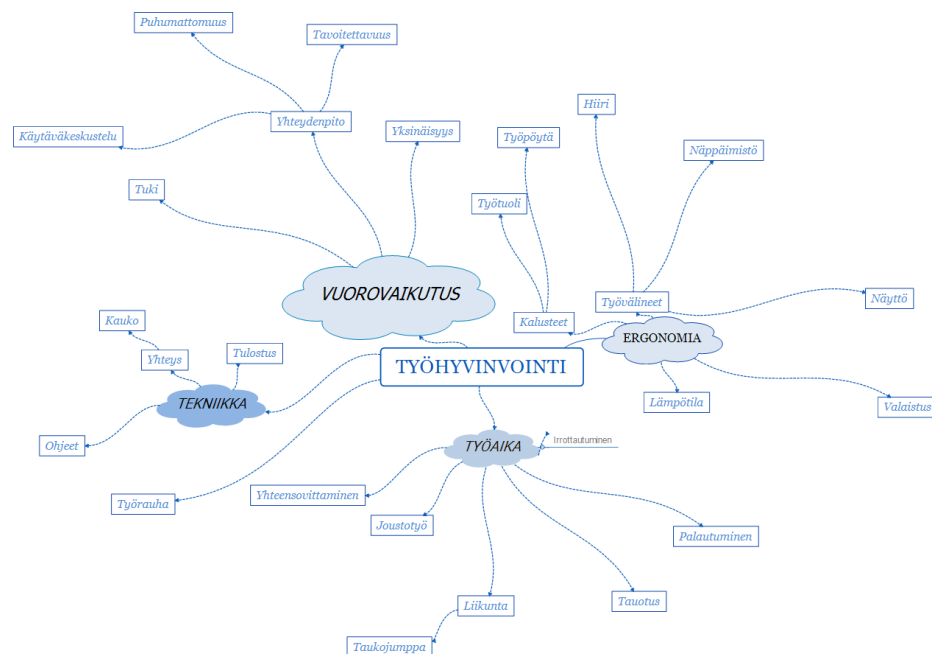 Puhumattomuus
Tavoitettavuus
Yhteydenpito
Käytäväkeskustelu
Yksinäisyys
Tuki
VUOROVAIKUTUS
Hiiri
Työpöytä
Näppäimistö
Työtuoli
Työvälineet
Näyttö
Kalusteet
ERGONOMIA
Lämpötila
Valaistus
TYÖHYVINVOINTI
Kauko
Yhteys
Tulostus
TEKNIIKKA
Ohjeet
Työrauha
TYÖAIKA
Irrottautuminen
Yhteensovittaminen
Joustotyö
Palautuminen
Liikunta
Tauotus
Taukojumppa